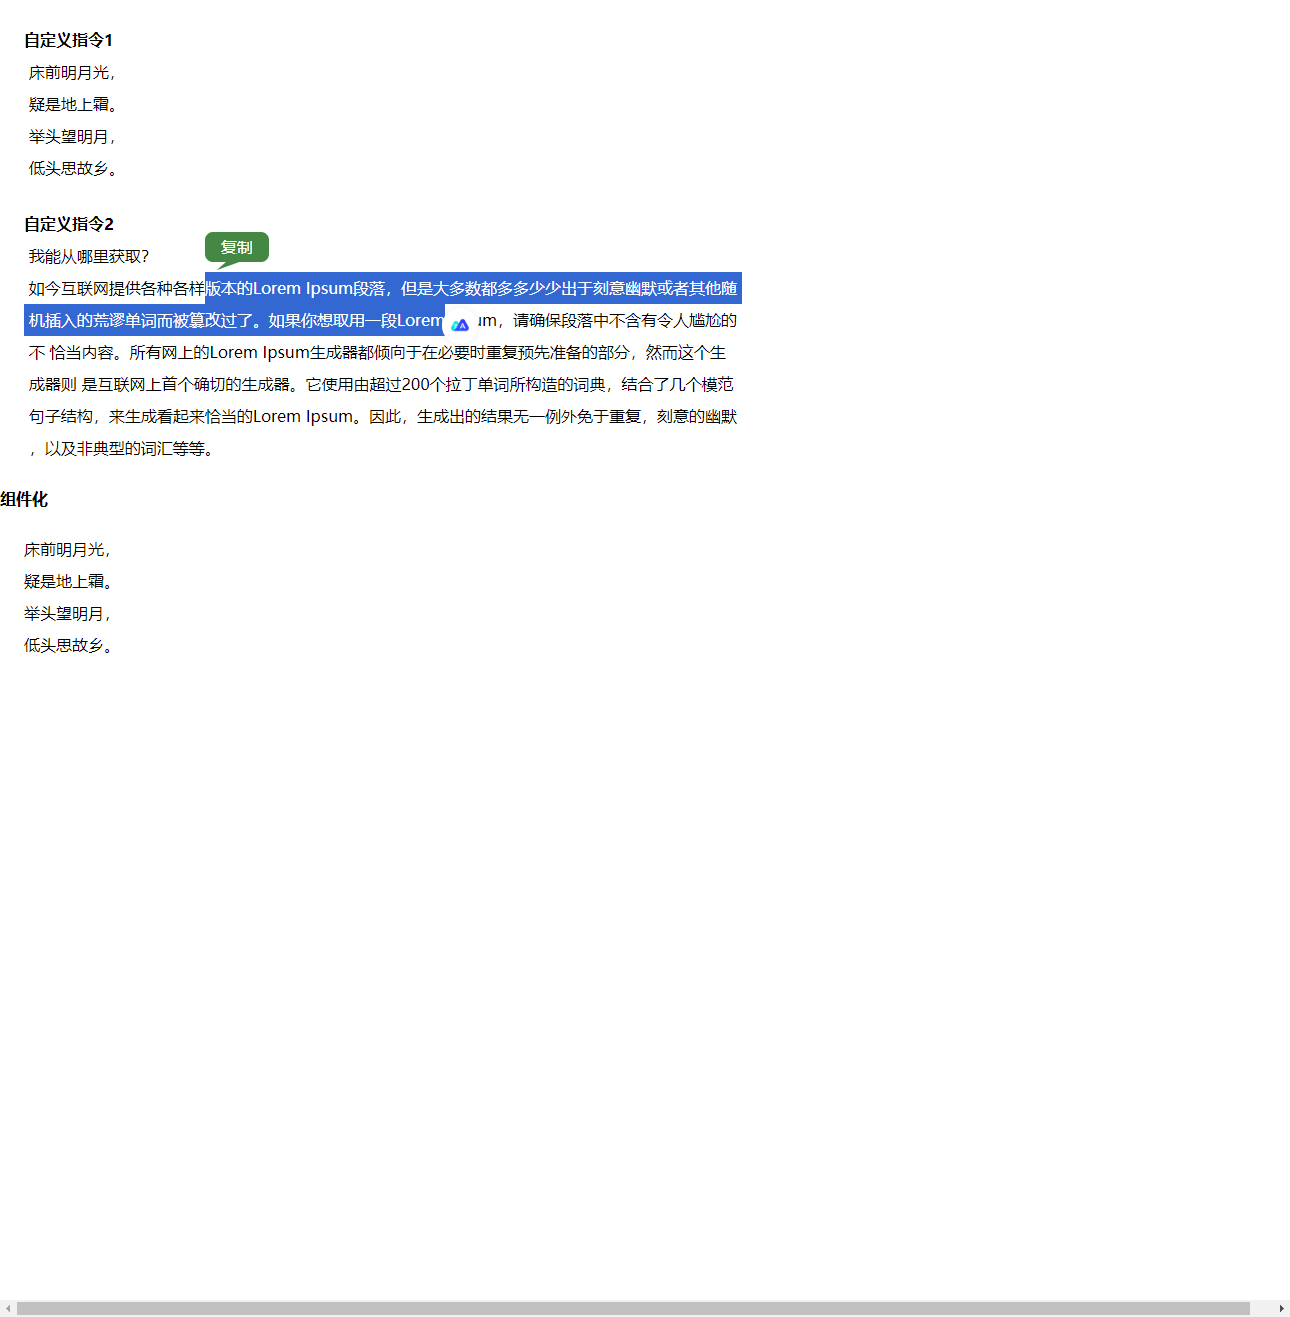 自定义指令1
床前明月光，
疑是地上霜。
举头望明月，
低头思故乡。
自定义指令2
复制
我能从哪里获取？
如今互联网提供各种各样版本的Lorem Ipsum段落，但是大多数都多多少少出于刻意幽默或者其他随
机插入的荒谬单词而被篡改过了。如果你想取用一段Lorem um，请确保段落中不含有令人尴尬的
不 恰当内容。所有网上的Lorem Ipsum生成器都倾向于在必要时重复预先准备的部分，然而这个生
成器则 是互联网上首个确切的生成器。它使用由超过200个拉丁单词所构造的词典，结合了几个模范
句子结构，来生成看起来恰当的Lorem Ipsum。因此，生成出的结果无一例外免于重复，刻意的幽默
，以及非典型的词汇等等。
组件化
床前明月光，
疑是地上霜。
举头望明月，
低头思故乡。